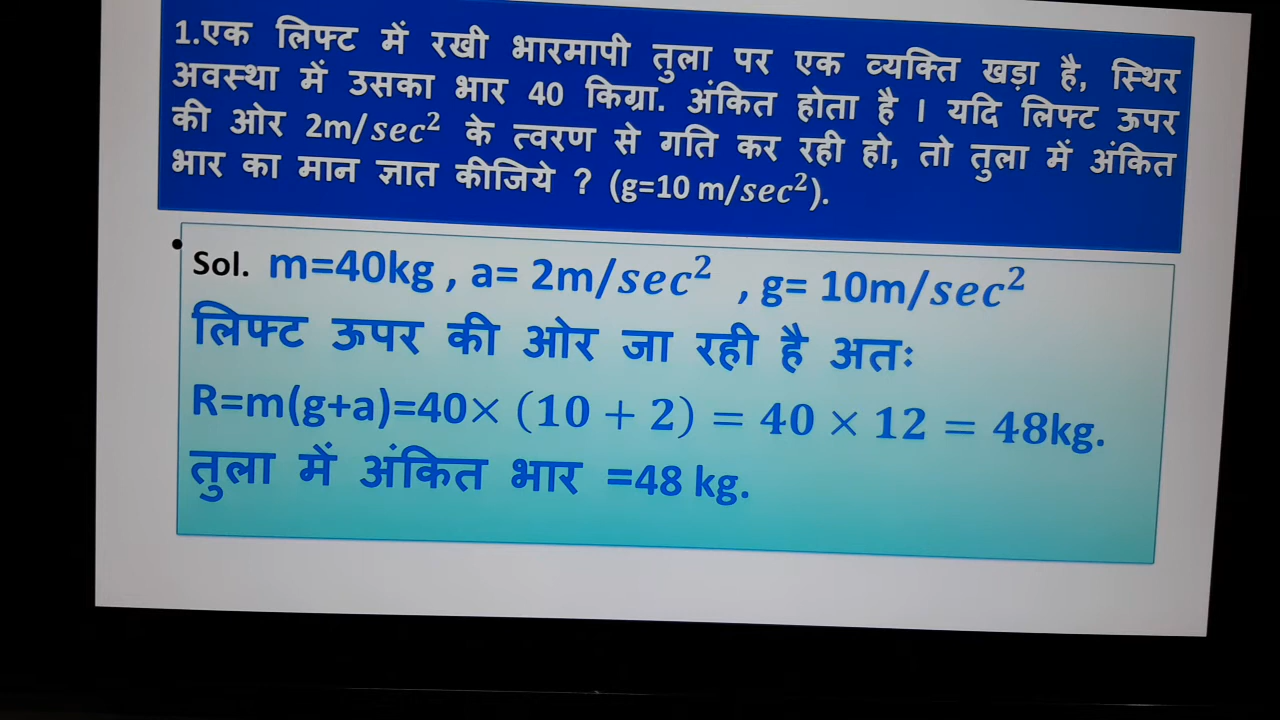 1.एक लिफ्ट में रखी भारमापी तुला पर एक व्यक्ति खड़ा है, स्थिर
अवस्था में उसका भार 40 किग्रा. अंकित होता है । यदि लिफ्ट ऊपर
की ओर 2m/sec² के त्वरण से गति कर रही हो, तो तुला में अंकित
भार का मान ज्ञात कीजिये ? (g=10 m/sec²).
• Sol. m=40kg , a= 2m/sec² , g= 10m/sec²
लिफ्ट ऊपर की ओर जा रही है अतः
R=m(g+a)=40× (10 + 2) = 40 × 12 = 48kg.
तुला में अंकित भार =48 kg.